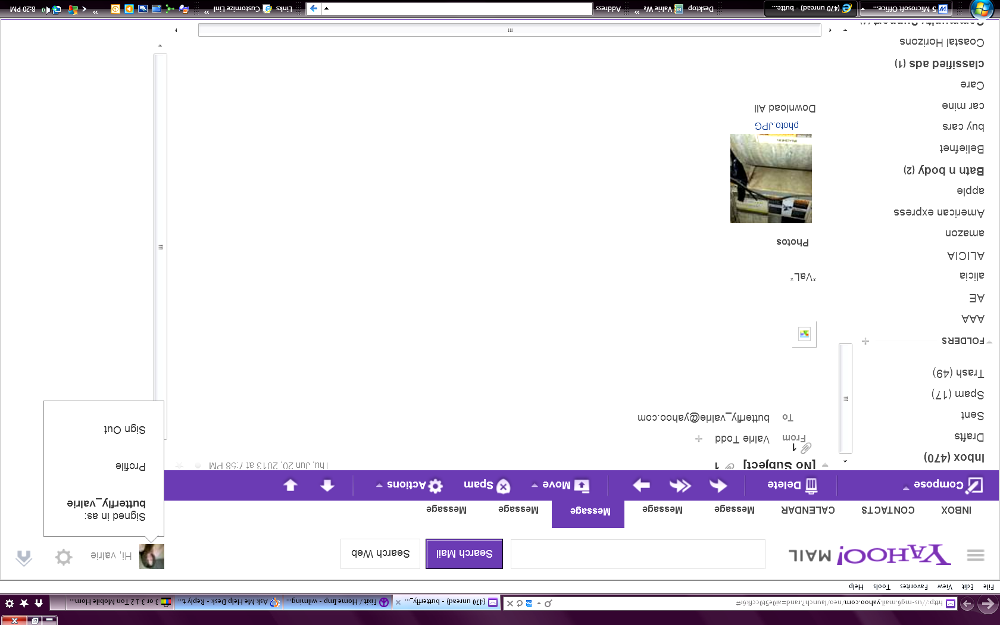 http://us-mg6.mail.yahoo.com/neo/launch?.rand=ai0e5t0ccfk6r#
(470 unread) - butterfly_...
Fixit / Home Imp - wilming...
Ask Me Help Desk - Reply t...
3 or 3 1 2 Ton Mobile Hom...
File Edit View Favorites Tools Help
YAHOO! MAIL
Search Mail
Search Web
Hi, valrie
INBOX CONTACTS CALENDAR Message Message Message Message Message
Signed in as:
butterfly_valrie
Profile
Sign Out
Compose Delete Move Spam Actions
Inbox (470)
Drafts
Sent
Spam (17)
Trash (49)
FOLDERS
AAA
AE
alicia
ALICIA
amazon
American express
apple
Batn n body (2)
Beliefnet
buy cars
car mine
Care
classified ads (1)
Coastal Horizons
Community Support (4)
[No Subject] 1
Thu, Jun 20, 2013 at 7:58 PM
1
From Valrie Todd
To butterfly_valrie@yahoo.com
*VaL*
Photos
photo.JPG
Download All
5 Microsoft Office...
(470 unread) - butte...
Desktop
Valrie Wa
Address
Links
Customize Link
8:20 PM